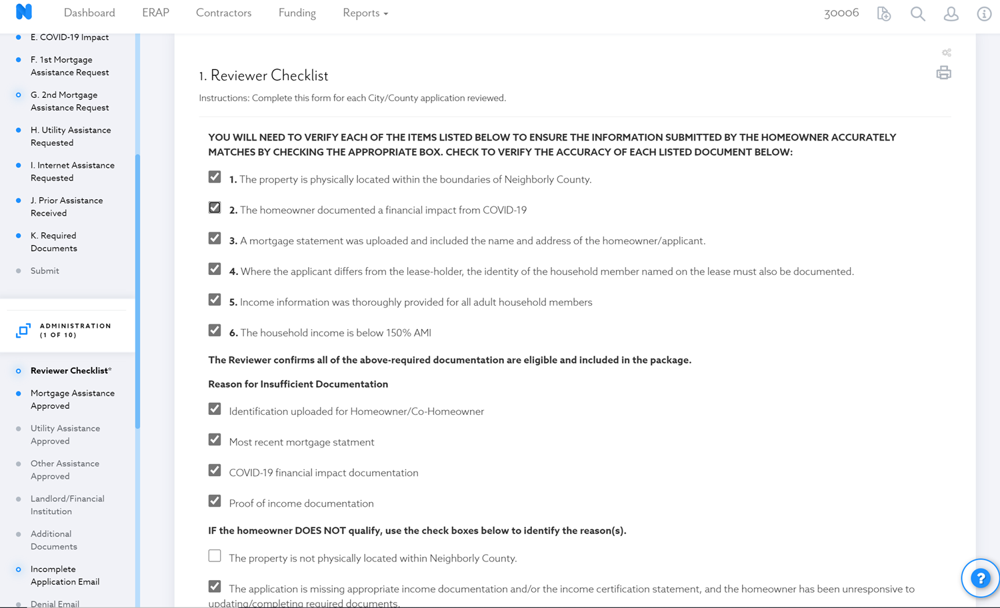 Dashboard ERAP Contractors Funding Reports 30006
E. COVID-19 Impact
F. 1st Mortgage
Assistance Request
G. 2nd Mortgage
Assistance Request
H. Utility Assistance
Requested
I. Internet Assistance
Requested
J. Prior Assistance
Received
K. Required
Documents
Submit
ADMINISTRATION
(1 OF 10)
Reviewer Checklist*
Mortgage Assistance
Approved
Utility Assistance
Approved
Other Assistance
Approved
Landlord/Financial
Institution
Additional
Documents
Incomplete
Application Email
Denial Email
1. Reviewer Checklist
Instructions: Complete this form for each City/County application reviewed.
YOU WILL NEED TO VERIFY EACH OF THE ITEMS LISTED BELOW TO ENSURE THE INFORMATION SUBMITTED BY THE HOMEOWNER ACCURATELY
MATCHES BY CHECKING THE APPROPRIATE BOX. CHECK TO VERIFY THE ACCURACY OF EACH LISTED DOCUMENT BELOW:
1. The property is physically located within the boundaries of Neighborly County.
2. The homeowner documented a financial impact from COVID-19
3. A mortgage statement was uploaded and included the name and address of the homeowner/applicant.
4. Where the applicant differs from the lease-holder, the identity of the household member named on the lease must also be documented.
5. Income information was thoroughly provided for all adult household members
6. The household income is below 150% AMI
The Reviewer confirms all of the above-required documentation are eligible and included in the package.
Reason for Insufficient Documentation
Identification uploaded for Homeowner/Co-Homeowner
Most recent mortgage statment
COVID-19 financial impact documentation
Proof of income documentation
IF the homeowner DOES NOT qualify, use the check boxes below to identify the reason(s).
The property is not physically located within Neighborly County.
The application is missing appropriate income documentation and/or the income certification statement, and the homeowner has been unresponsive to
updating/completing required documents.
?